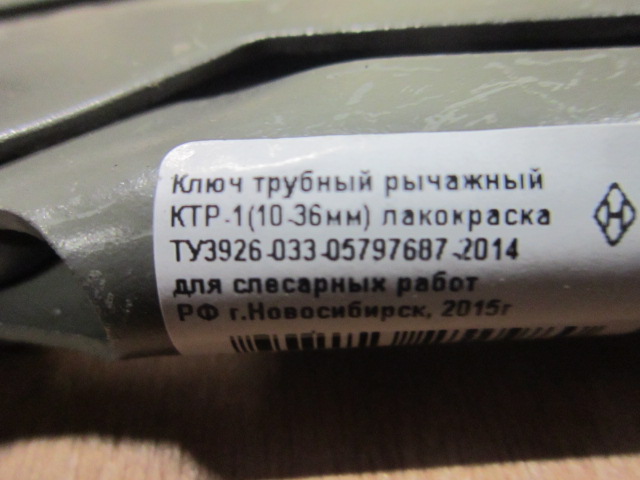 Ключ трубный рычажный
КТР-1(10-36мм) лакокраска
ТУ3926-033-05797687-2014
для слесарных работ
РФ г.Новосибирск, 2015г